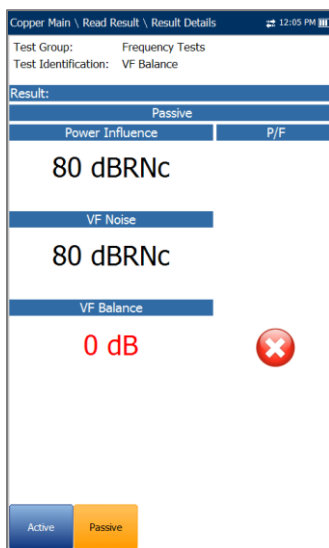 Copper Main \ Read Result \ Result Details 12:05 PM
Test Group: Frequency Tests
Test Identification: VF Balance
Result:
Passive
Power Influence P/F
80 dBRNc
VF Noise
80 dBRNc
VF Balance
0 dB
Active Passive